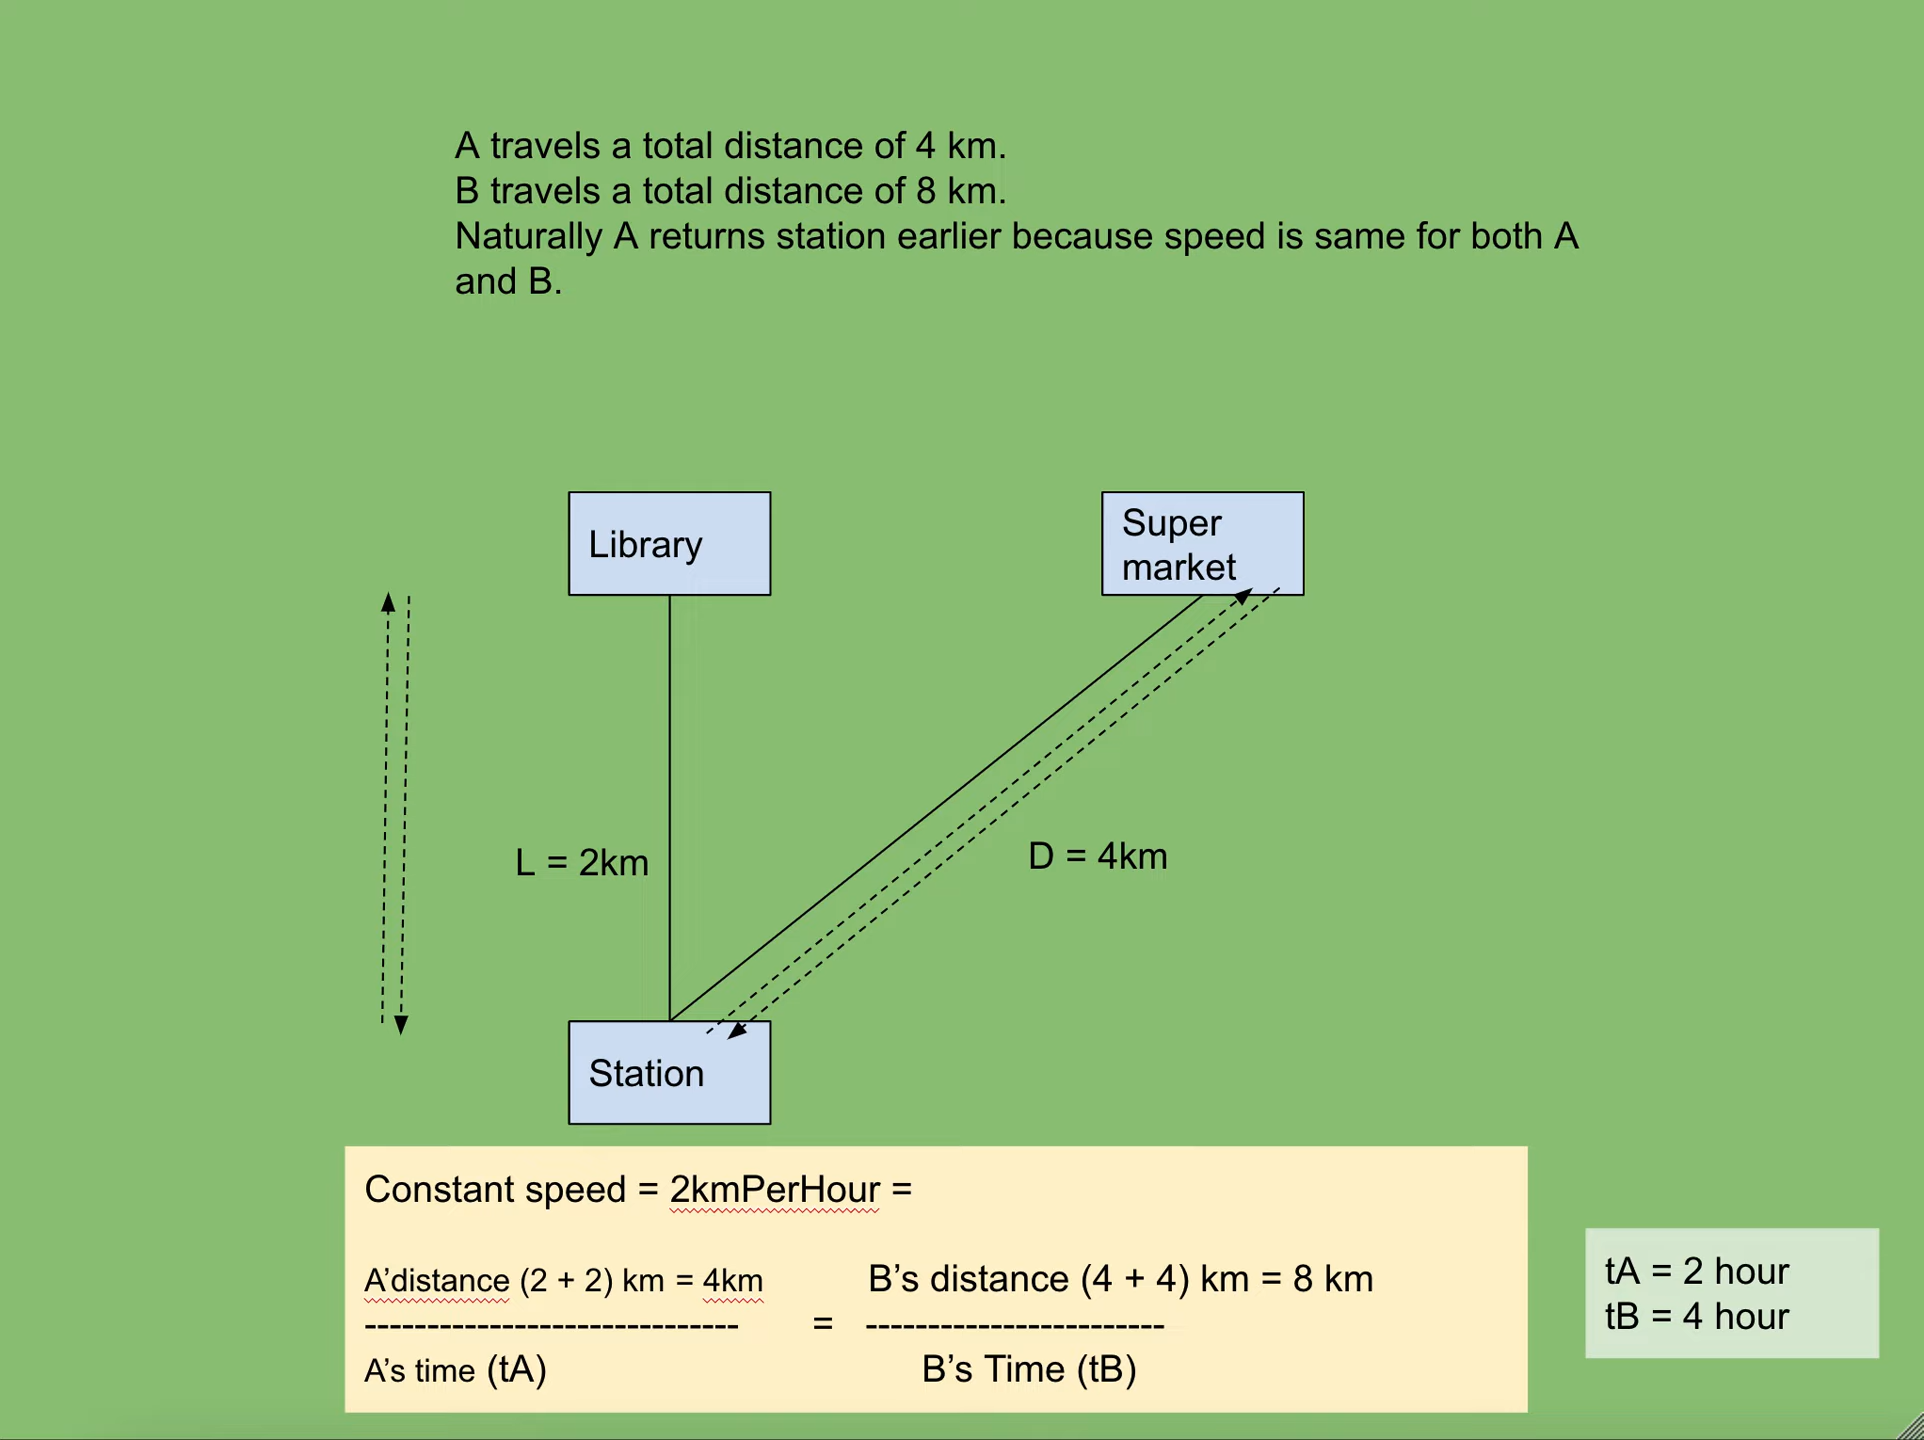 A travels a total distance of 4 km.
B travels a total distance of 8 km.
Naturally A returns station earlier because speed is same for both A
and B.
Library
Super
market
L = 2km
D = 4km
Station
Constant speed = 2kmPerHour =
A’distance (2 + 2) km = 4km
B’s distance (4 + 4) km = 8 km
------------------------------ = ------------------------
A’s time (tA)
B’s Time (tB)
tA = 2 hour
tB = 4 hour